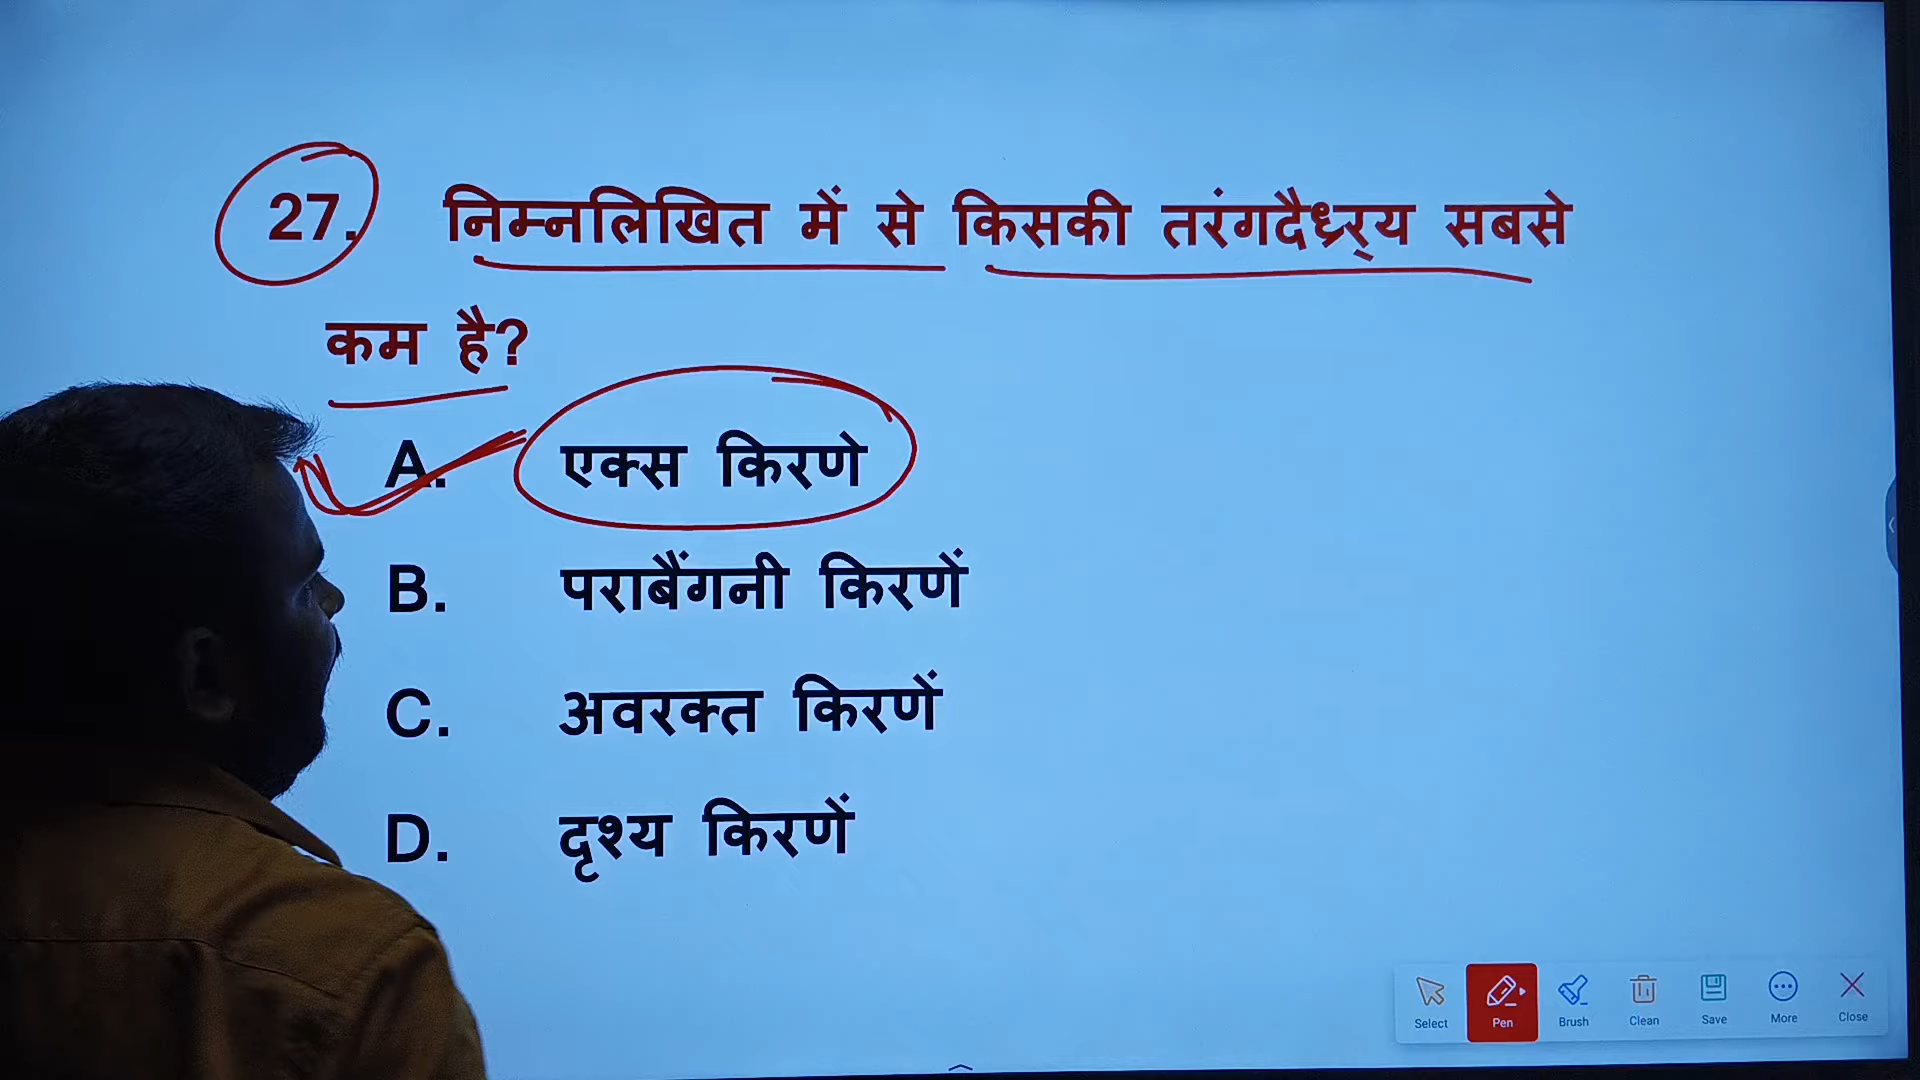 27. निम्नलिखित में से किसकी तरंगदैध्र्र्य सबसे
कम है?
A. एक्स किरणे
B. पराबैंगनी किरणें
C. अवरक्त किरणें
D. दृश्य किरणें
Select Pen Brush Clean Save More Close